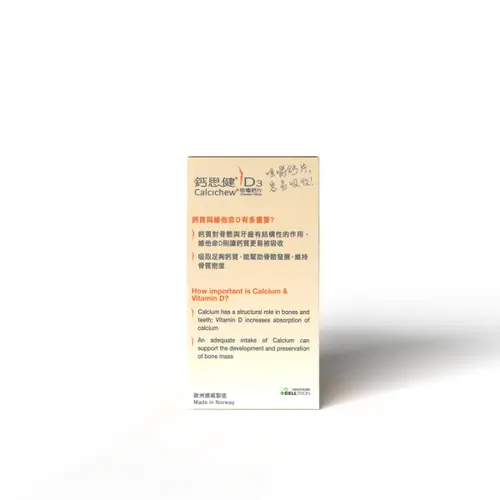 鈣思健® D3
Calcichew® 咀嚼鈣片
咀嚼鈣片,
容易吸收!
鈣質與維他命D有多重要?
鈣質對骨骼與牙齒有結構性的作用,
維他命D則讓鈣質更易被吸收
吸取足夠鈣質, 能幫助骨骼發展, 維持
骨質密度
How important is Calcium &
Vitamin D?
Calcium has a structural role in bones and
teeth; Vitamin D increases absorption of
calcium
An adequate intake of Calcium can
support the development and preservation
of bone mass
歐洲原裝製造
Made in Norway
HEALTHCARE
CELLTRION